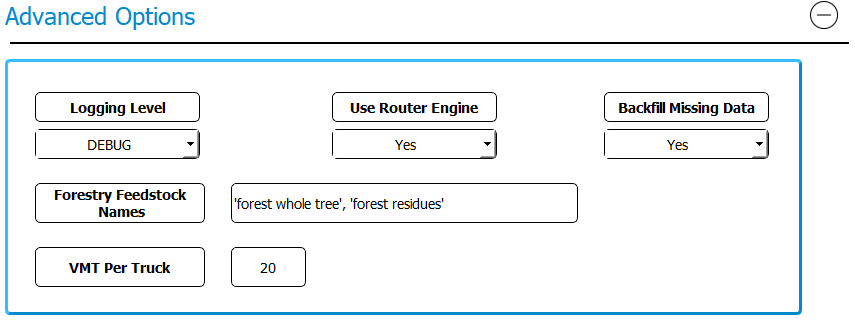 Advanced Options
Logging Level
Use Router Engine
Backfill Missing Data
DEBUG
Yes
Yes
Forestry Feedstock
Names
'forest whole tree', 'forest residues'
VMT Per Truck
20